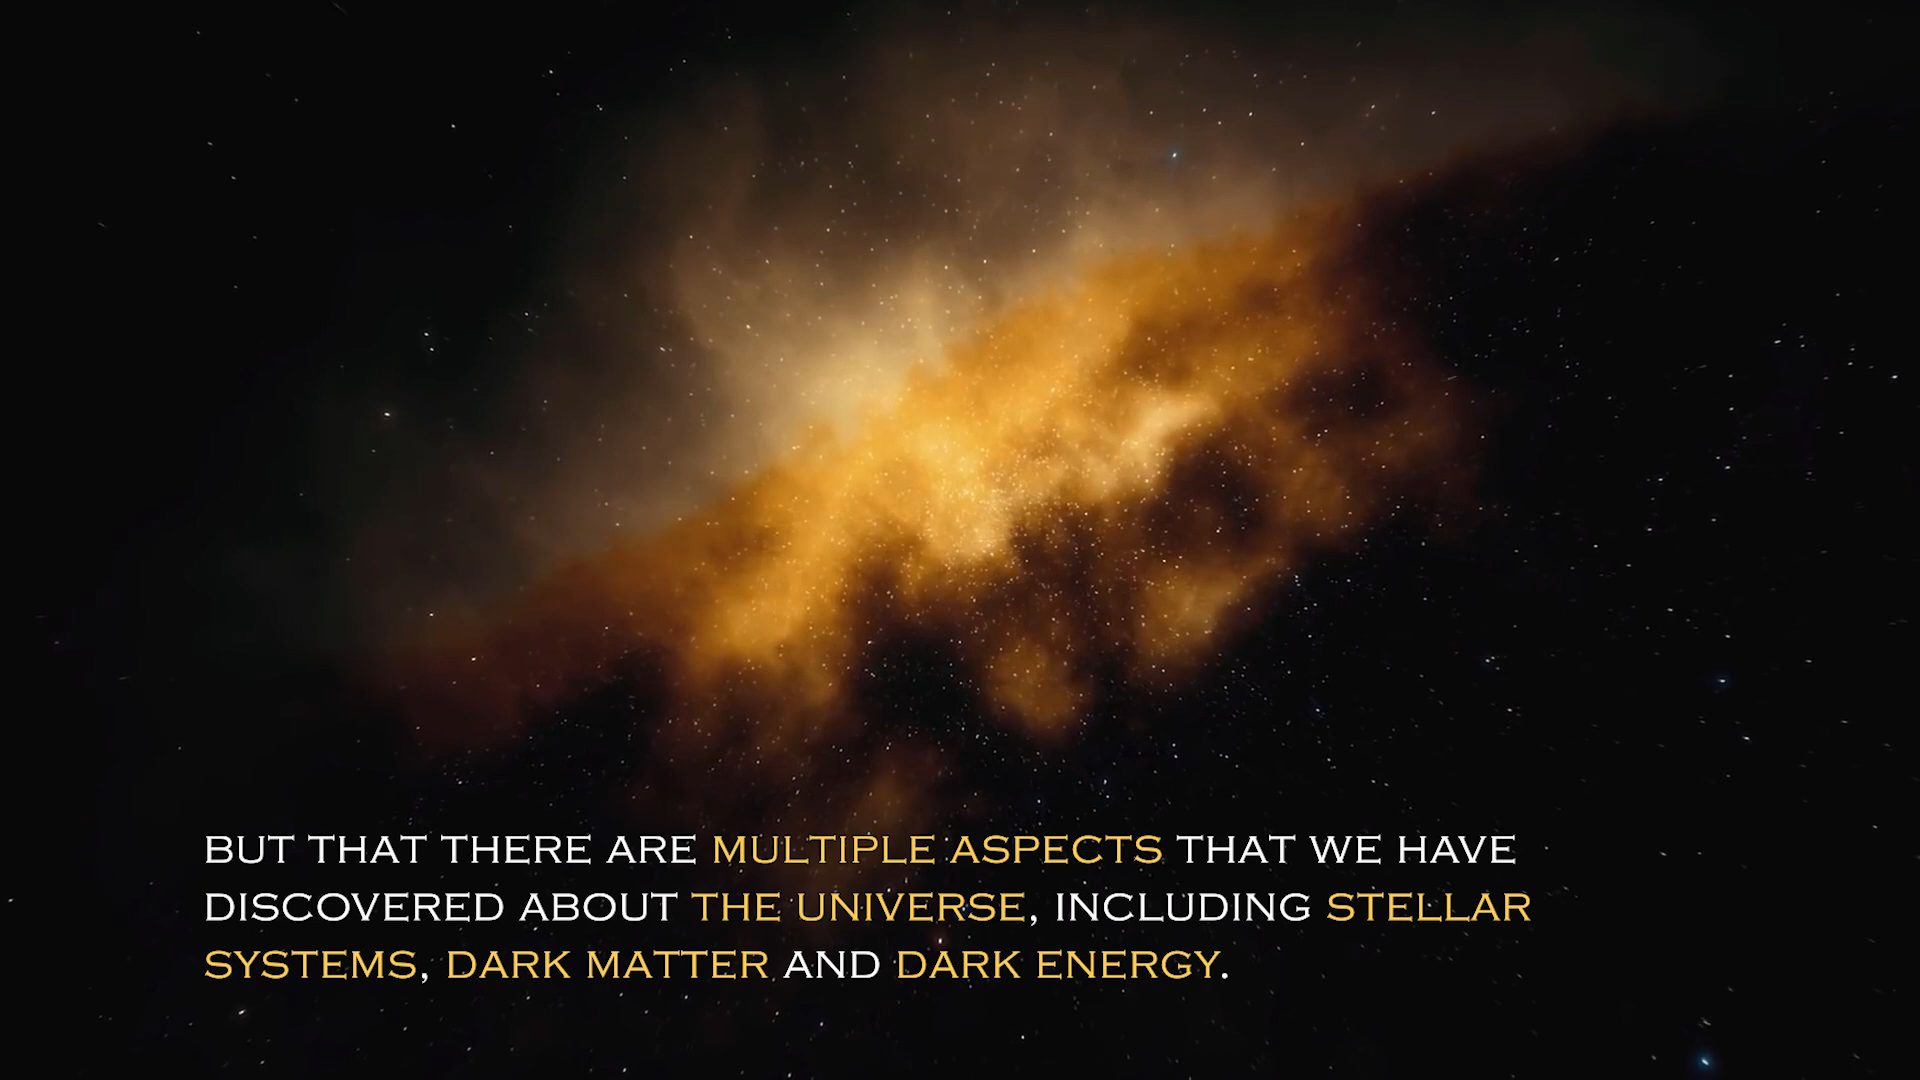 BUT THAT THERE ARE MULTIPLE ASPECTS THAT WE HAVE
DISCOVERED ABOUT THE UNIVERSE, INCLUDING STELLAR
SYSTEMS, DARK MATTER AND DARK ENERGY.